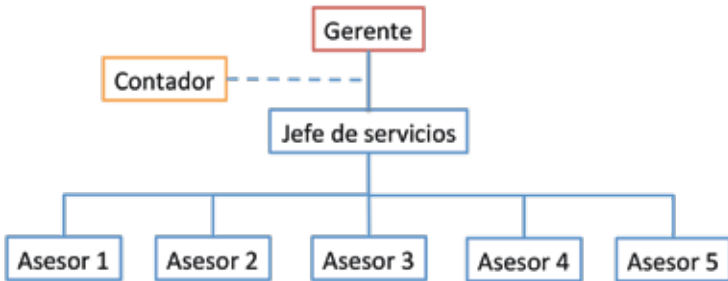 Gerente
Contador
Jefe de servicios
Asesor 1
Asesor 2
Asesor 3
Asesor 4
Asesor 5